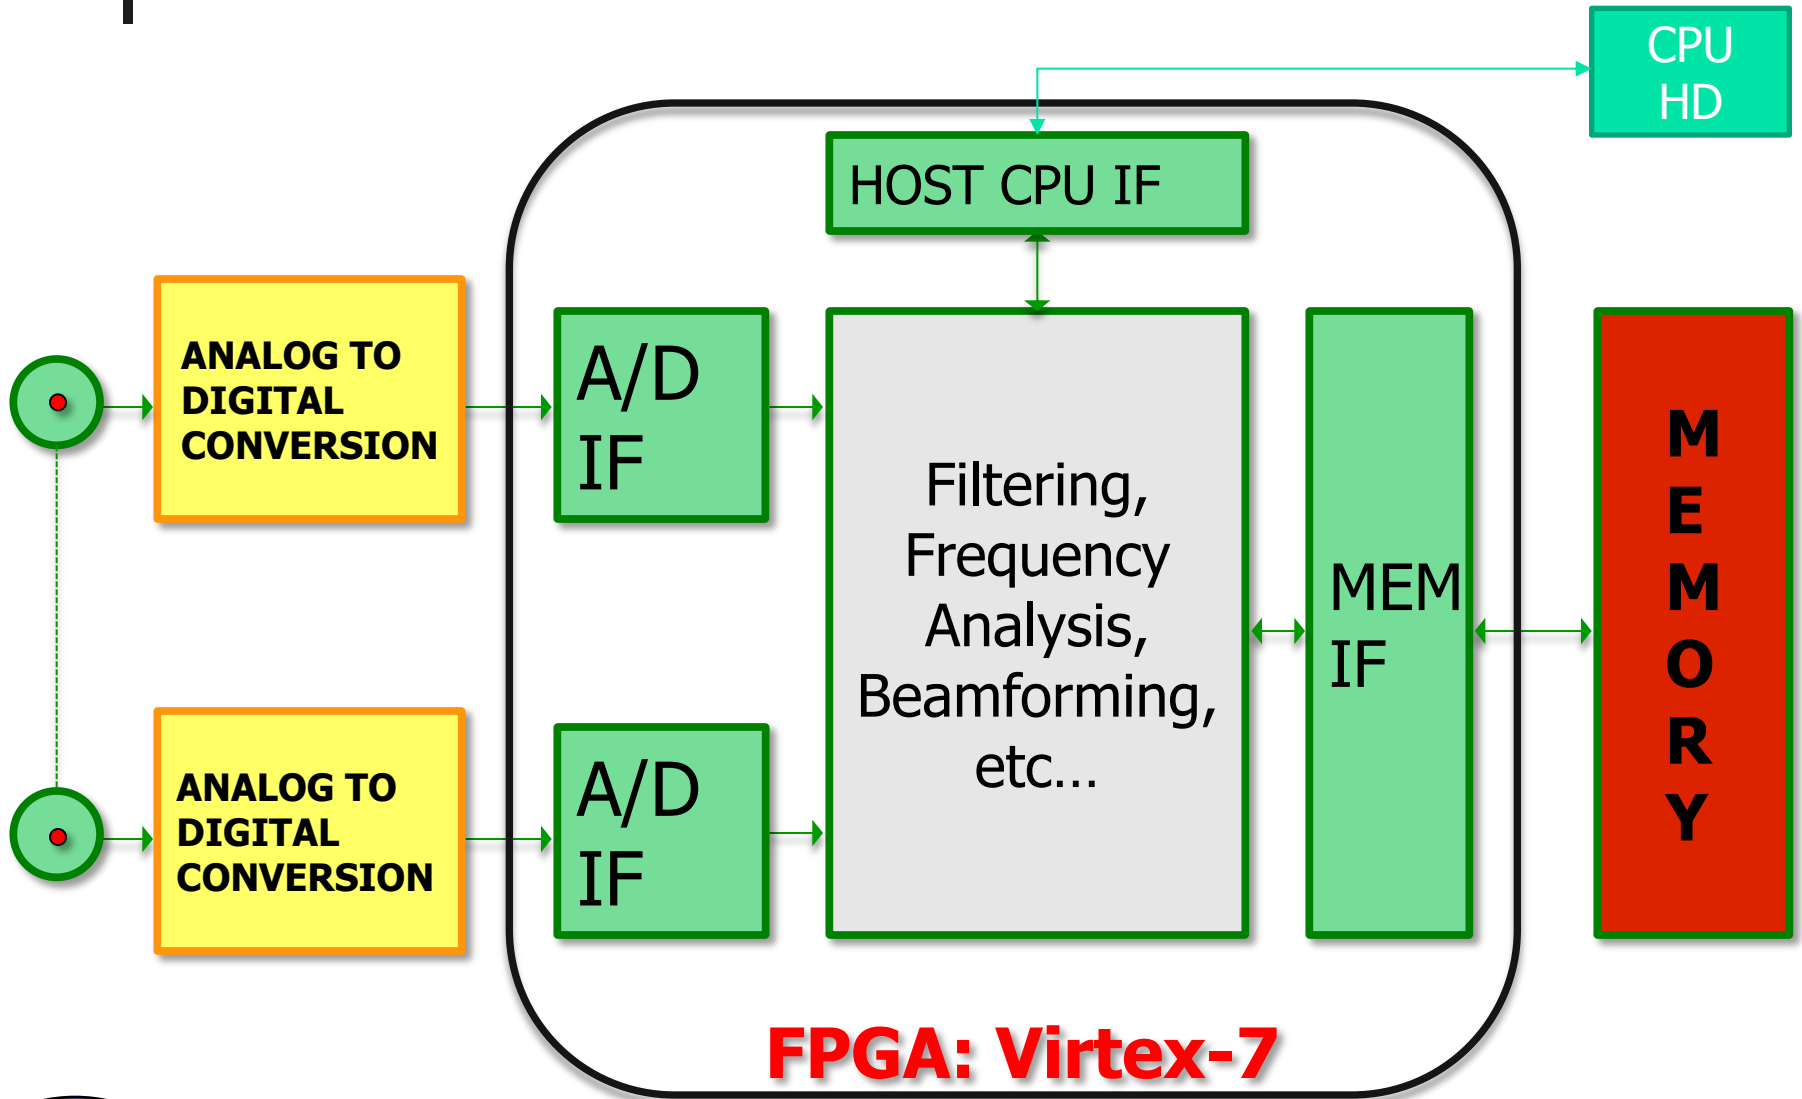 CPU
HD
HOST CPU IF
ANALOG TO
DIGITAL
CONVERSION
A/D
IF
Filtering,
Frequency
Analysis,
Beamforming,
etc...
MEM
IF
M
E
M
O
R
Y
ANALOG TO
DIGITAL
CONVERSION
A/D
IF
FPGA: Virtex-7